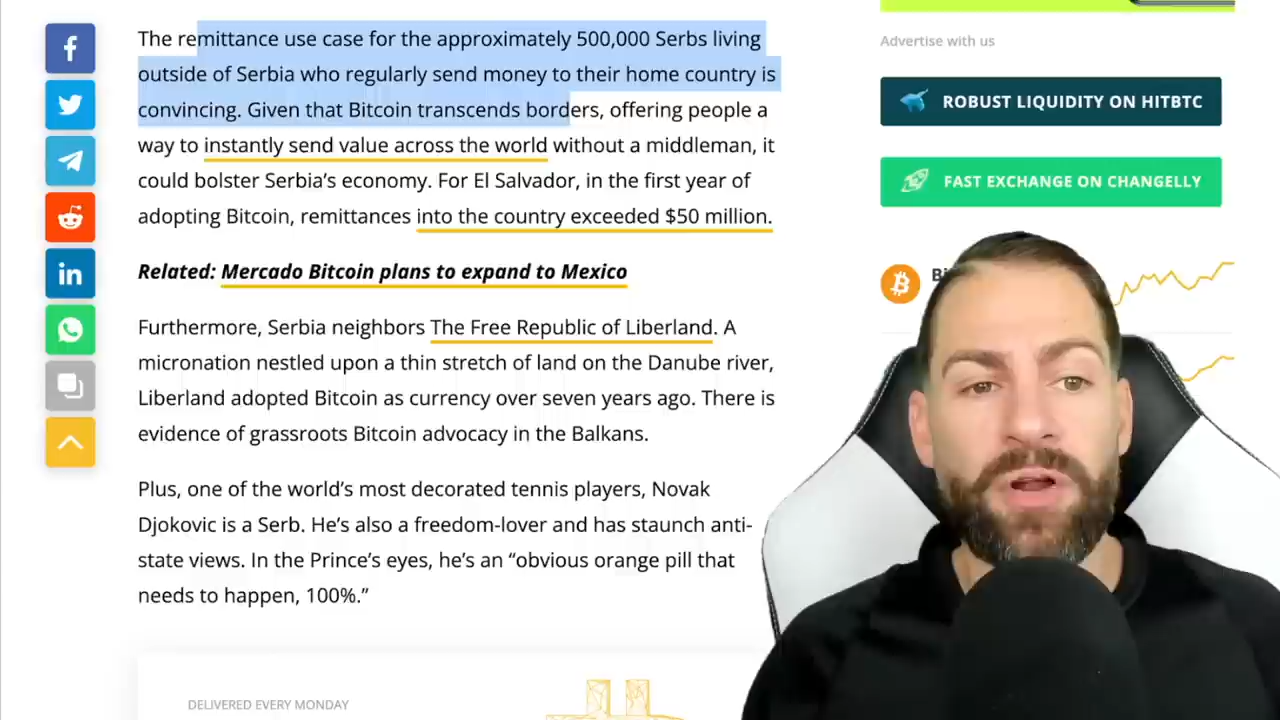 The remittance use case for the approximately 500,000 Serbs living
outside of Serbia who regularly send money to their home country is
convincing. Given that Bitcoin transcends borders, offering people a
way to instantly send value across the world without a middleman, it
could bolster Serbia’s economy. For El Salvador, in the first year of
adopting Bitcoin, remittances into the country exceeded $50 million.
Related: Mercado Bitcoin plans to expand to Mexico
Furthermore, Serbia neighbors The Free Republic of Liberland. A
micronation nestled upon a thin stretch of land on the Danube river,
Liberland adopted Bitcoin as currency over seven years ago. There is
evidence of grassroots Bitcoin advocacy in the Balkans.
Plus, one of the world’s most decorated tennis players, Novak
Djokovic is a Serb. He’s also a freedom-lover and has staunch anti-
state views. In the Prince’s eyes, he’s an “obvious orange pill that
needs to happen, 100%.”
DELIVERED EVERY MONDAY
Advertise with us
ROBUST LIQUIDITY ON HITBTC
FAST EXCHANGE ON CHANGELLY